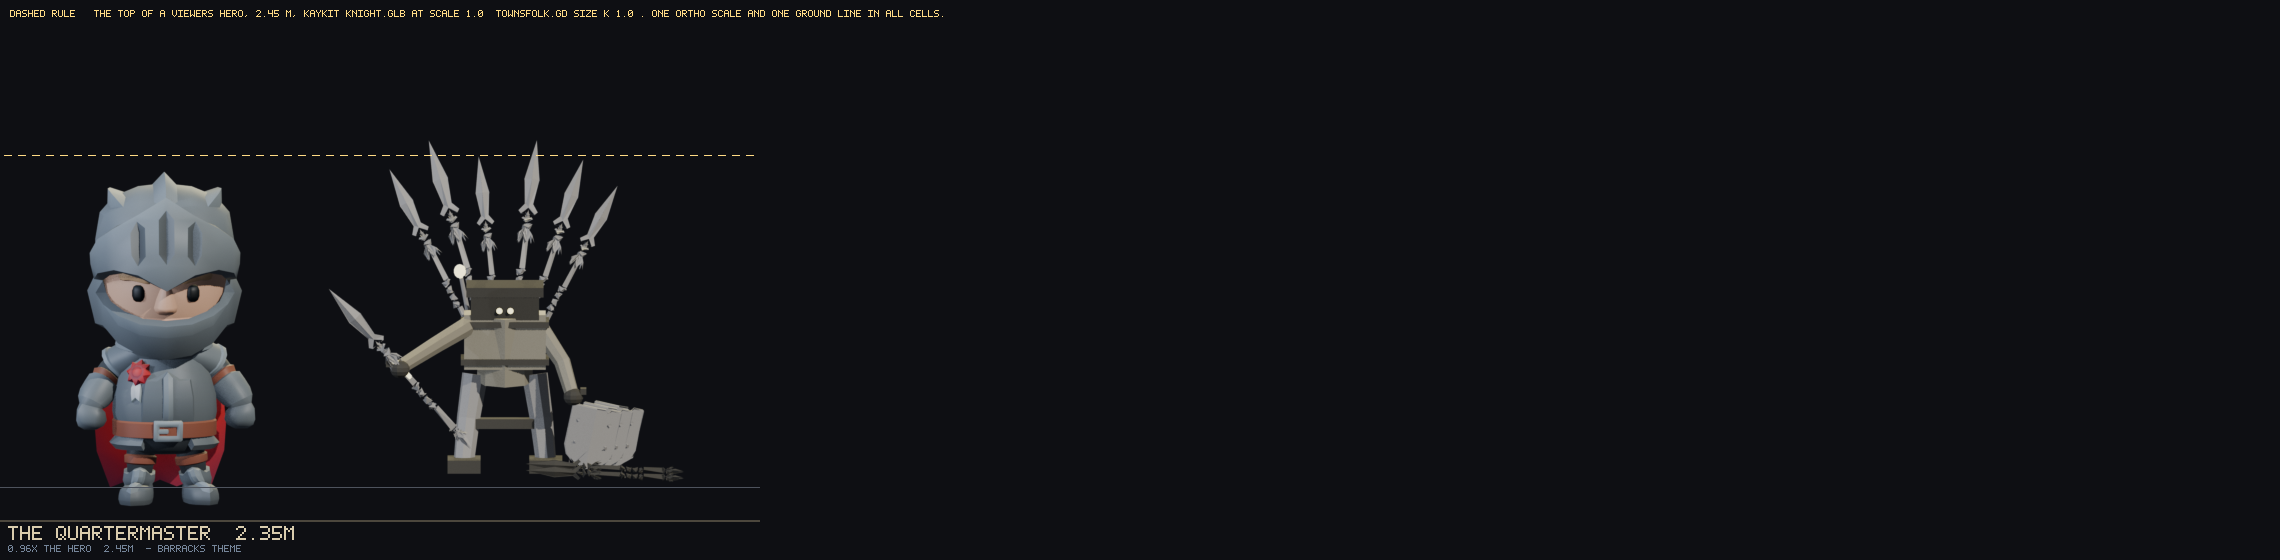 DASHED RULE THE TOP OF A VIEWERS HERO, 2.45 M, KAYKIT KNIGHT.GLB AT SCALE 1.0 TOWNSFOLK.GD SIZE K 1.0 . ONE ORTHO SCALE AND ONE GROUND LINE IN ALL CELLS.
THE QUARTERMASTER 2.35M
0.96X THE HERO 2.45M - BARRACKS THEME